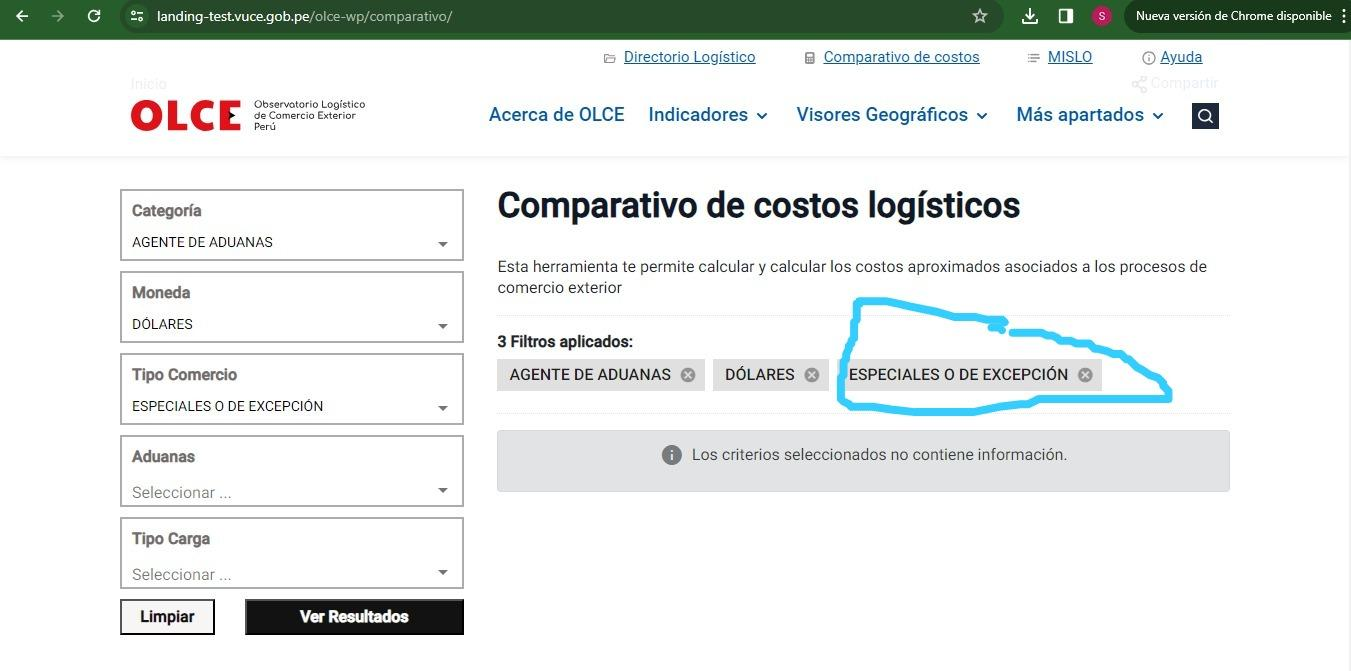 landing-test.vuce.gob.pe/olce-wp/comparativo/
S
Nueva versión de Chrome disponible
Directorio Logístico
Comparativo de costos
MISLO
Ayuda
Inicio
Compartir
OLCE
Observatorio Logístico
de Comercio Exterior
Perú
Acerca de OLCE
Indicadores
Visores Geográficos
Más apartados
Categoría
AGENTE DE ADUANAS
Moneda
DÓLARES
Tipo Comercio
ESPECIALES O DE EXCEPCIÓN
Aduanas
Seleccionar ...
Tipo Carga
Seleccionar ...
Limpiar
Ver Resultados
Comparativo de costos logísticos
Esta herramienta te permite calcular y calcular los costos aproximados asociados a los procesos de
comercio exterior
3 Filtros aplicados:
AGENTE DE ADUANAS
DÓLARES
ESPECIALES O DE EXCEPCIÓN
Los criterios seleccionados no contiene información.